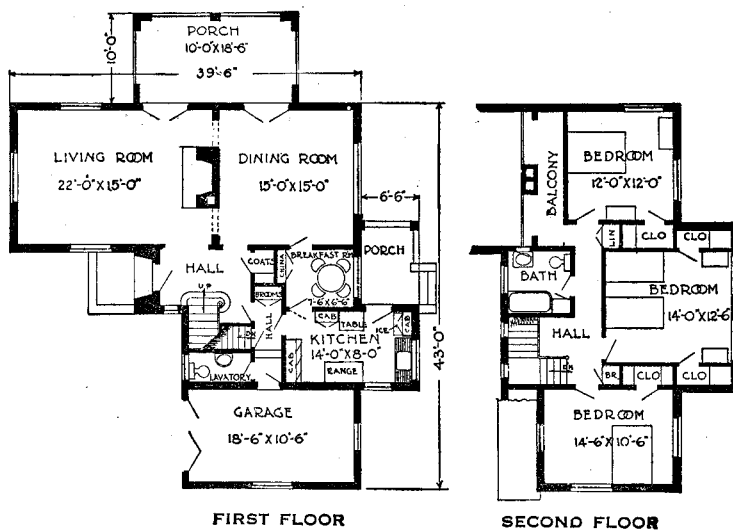 PORCH
10'-0"X18'-6"
10'-0"
39'-6"
LIVING ROOM
22'-0"X15'-0"
DINING ROOM
15'-0"X15'-0"
6'-6"
PORCH
HALL
COATS
CHINA
BREAKFAST RM
7-6X6-6
UP
BROOMS
HALL
CAB
TABLE
ICE
CAB
KITCHEN
14'-0"X8'-0"
CAB
RANGE
LAVATORY
43'-0"
GARAGE
18'-6"X10'-6"
FIRST FLOOR
BALCONY
BEDROOM
12'-0"X12'-0"
LIN
CLO
CLO
BATH
BEDROOM
14'-0"X12'-6"
HALL
DN
BR
CLO
CLO
BEDROOM
14'-6"X10'-6"
SECOND FLOOR